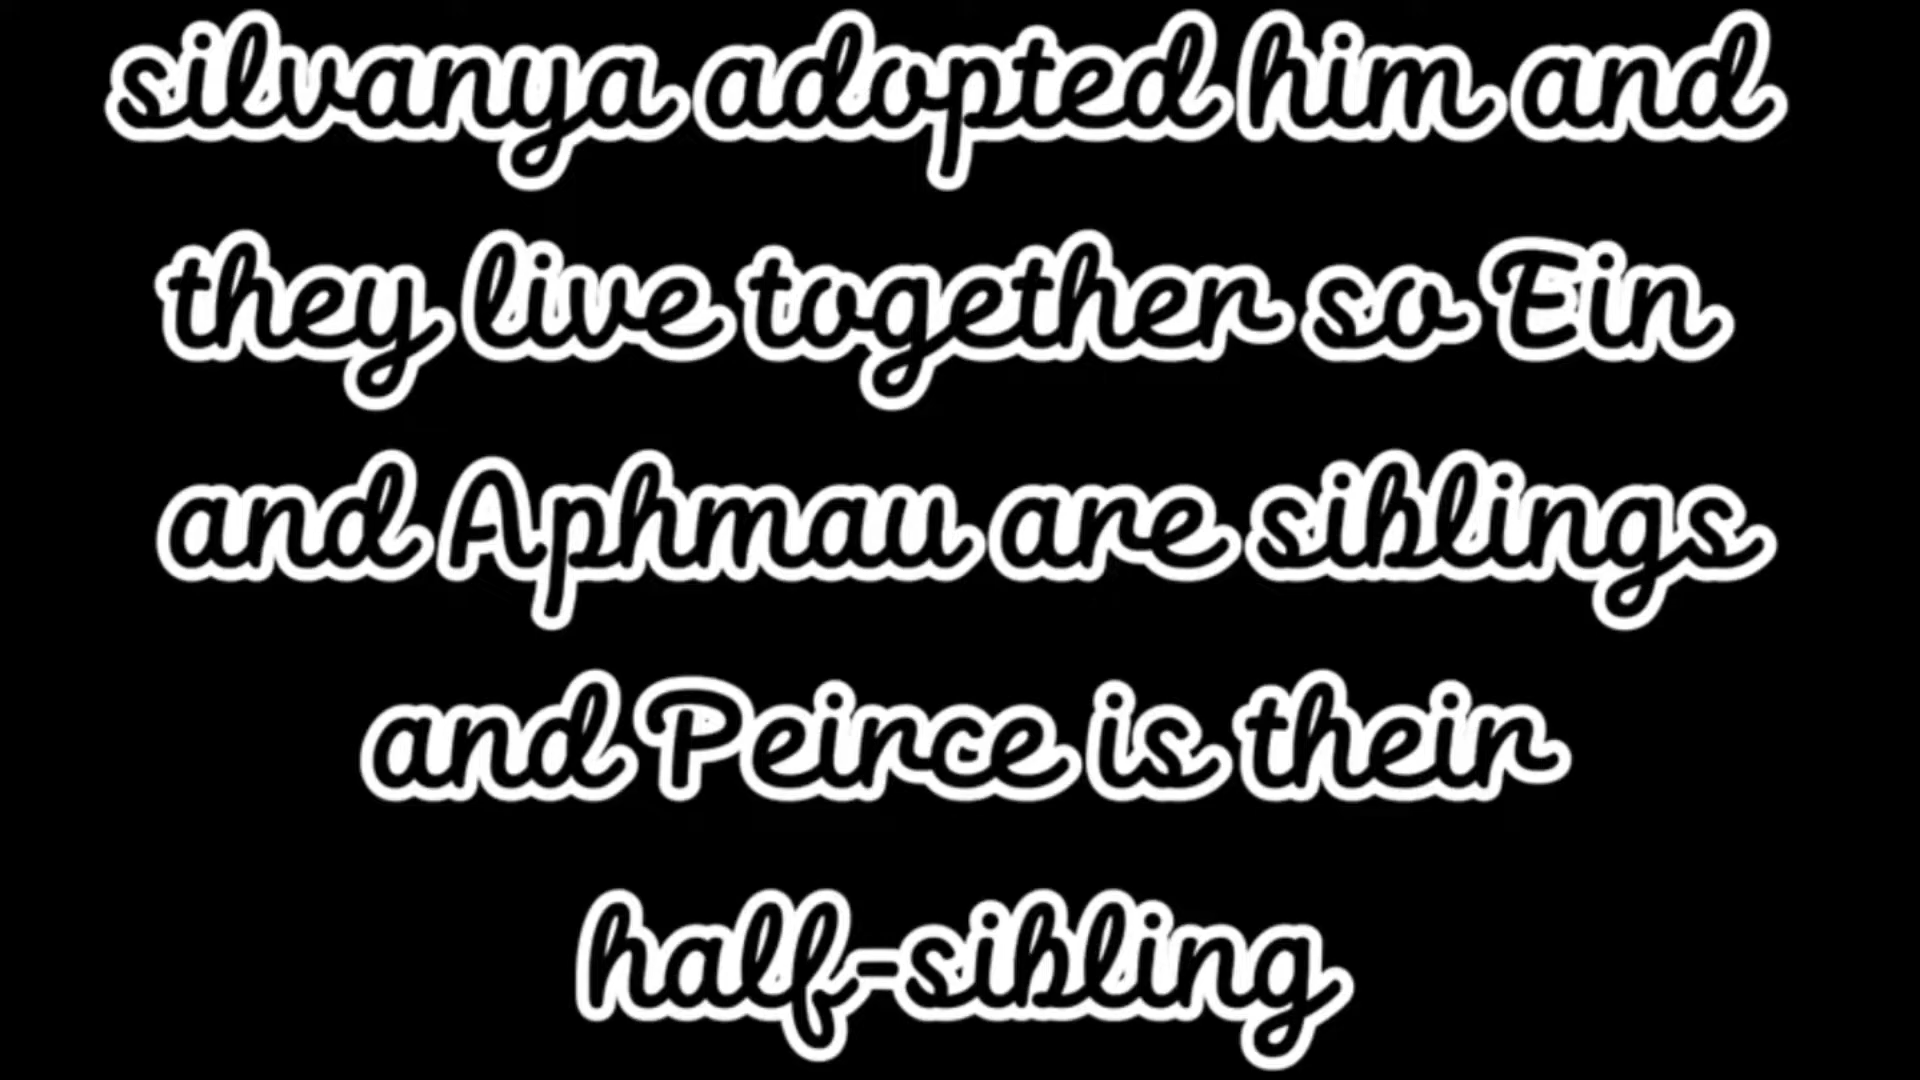 silvanya adopted him and
they live together so Ein
and Aphmau are siblings
and Peirce is their
half-sibling